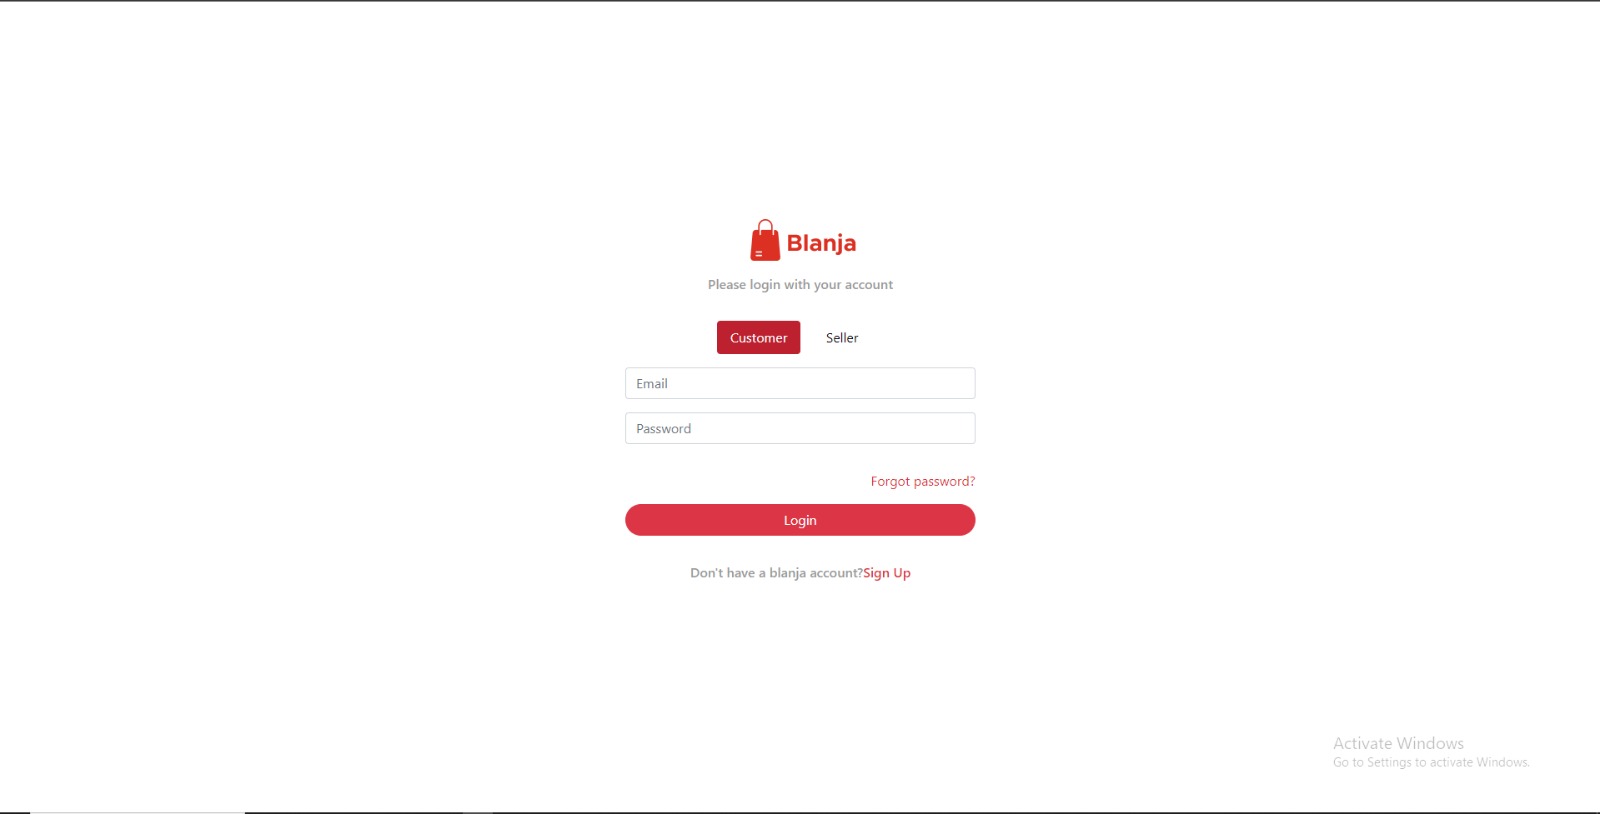 Blanja
Please login with your account
Customer Seller
Email
Password
Forgot password?
Login
Don't have a blanja account?Sign Up
Activate Windows
Go to Settings to activate Windows.